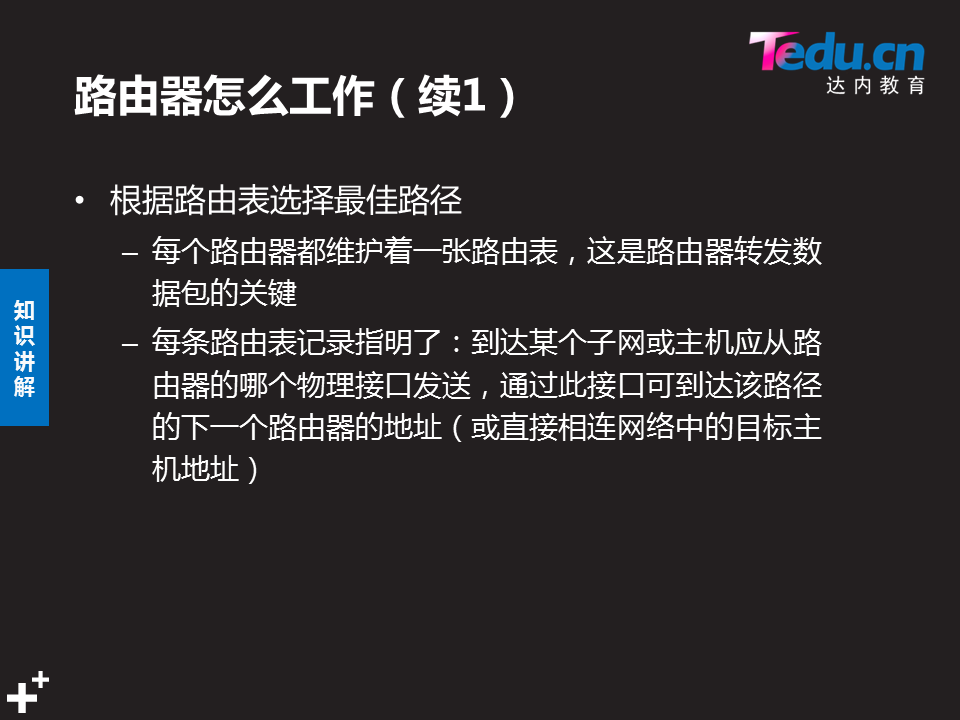 Tedu.cn
达内教育
路由器怎么工作（续1）
• 根据路由表选择最佳路径
– 每个路由器都维护着一张路由表，这是路由器转发数
据包的关键
– 每条路由表记录指明了：到达某个子网或主机应从路
由器的哪个物理接口发送，通过此接口可到达该路径
的下一个路由器的地址（或直接相连网络中的目标主
机地址）
知
识
讲
解